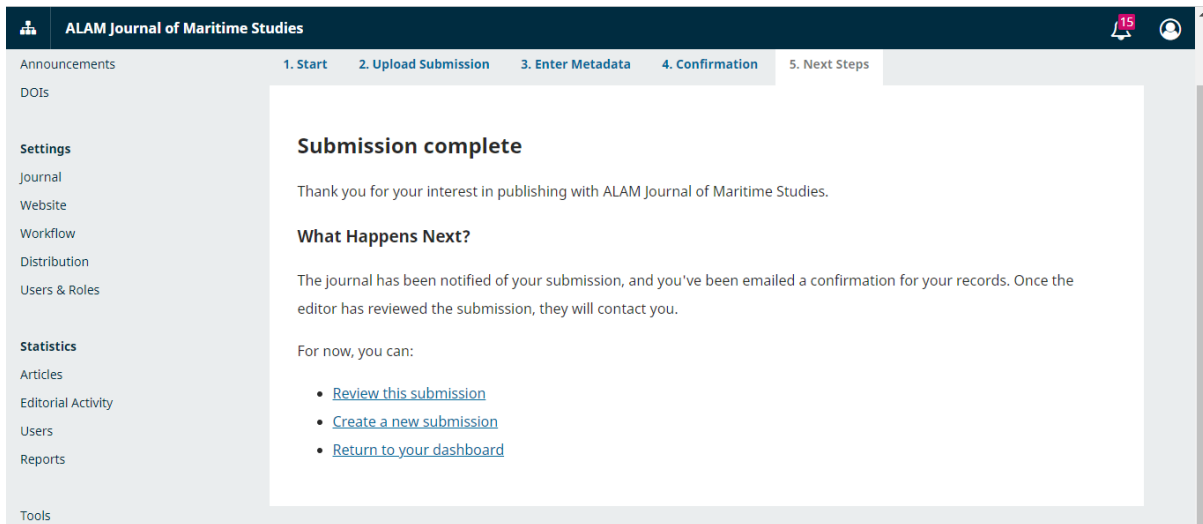 ALAM Journal of Maritime Studies
15
Announcements
DOIs
Settings
Journal
Website
Workflow
Distribution
Users & Roles
Statistics
Articles
Editorial Activity
Users
Reports
Tools
1. Start
2. Upload Submission
3. Enter Metadata
4. Confirmation
5. Next Steps
Submission complete
Thank you for your interest in publishing with ALAM Journal of Maritime Studies.
What Happens Next?
The journal has been notified of your submission, and you've been emailed a confirmation for your records. Once the
editor has reviewed the submission, they will contact you.
For now, you can:
Review this submission
Create a new submission
Return to your dashboard